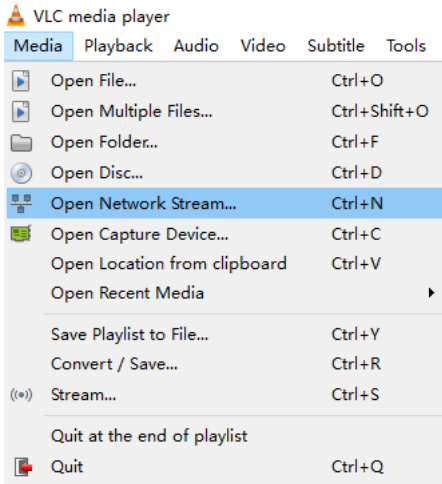 VLC media player
Media Playback Audio Video Subtitle Tools
Open File... Ctrl+O
Open Multiple Files... Ctrl+Shift+O
Open Folder... Ctrl+F
Open Disc... Ctrl+D
Open Network Stream... Ctrl+N
Open Capture Device... Ctrl+C
Open Location from clipboard Ctrl+V
Open Recent Media
Save Playlist to File... Ctrl+Y
Convert / Save... Ctrl+R
Stream... Ctrl+S
Quit at the end of playlist
Quit Ctrl+Q